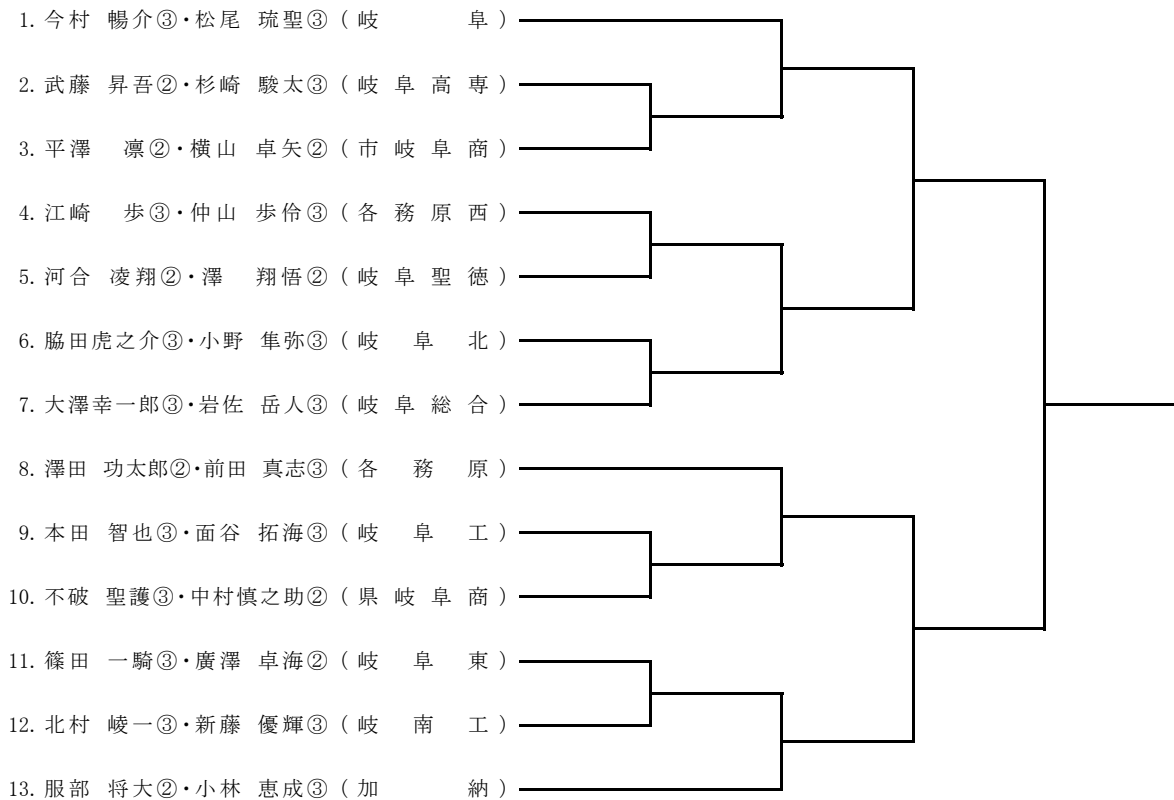 1. 今村 暢介③・松尾 琉聖③ ( 岐 阜 )
2. 武藤 昇吾②・杉崎 駿太③ ( 岐 阜 高 専 )
3. 平澤 凛②・横山 卓矢② ( 市 岐 阜 商 )
4. 江崎 歩③・仲山 歩伶③ ( 各 務 原 西 )
5. 河合 凌翔②・澤 翔悟② ( 岐 阜 聖 徳 )
6. 脇田虎之介③・小野 隼弥③ ( 岐 阜 北 )
7. 大澤幸一郎③・岩佐 岳人③ ( 岐 阜 総 合 )
8. 澤田 功太郎②・前田 真志③ ( 各 務 原 )
9. 本田 智也③・面谷 拓海③ ( 岐 阜 工 )
10. 不破 聖護③・中村慎之助② ( 県 岐 阜 商 )
11. 篠田 一騎③・廣澤 卓海② ( 岐 阜 東 )
12. 北村 崚一③・新藤 優輝③ ( 岐 南 工 )
13. 服部 将大②・小林 恵成③ ( 加 納 )